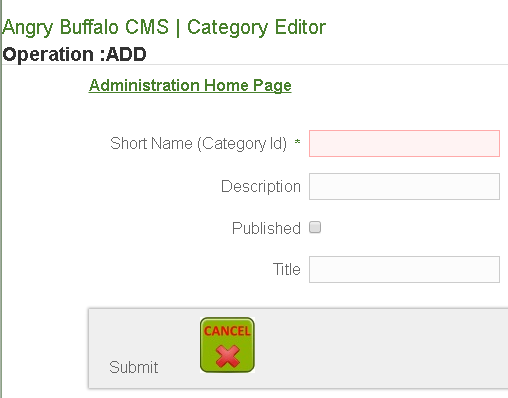 Angry Buffalo CMS | Category Editor
Operation :ADD
Administration Home Page
Short Name (Category Id) *
Description
Published
Title
CANCEL
Submit